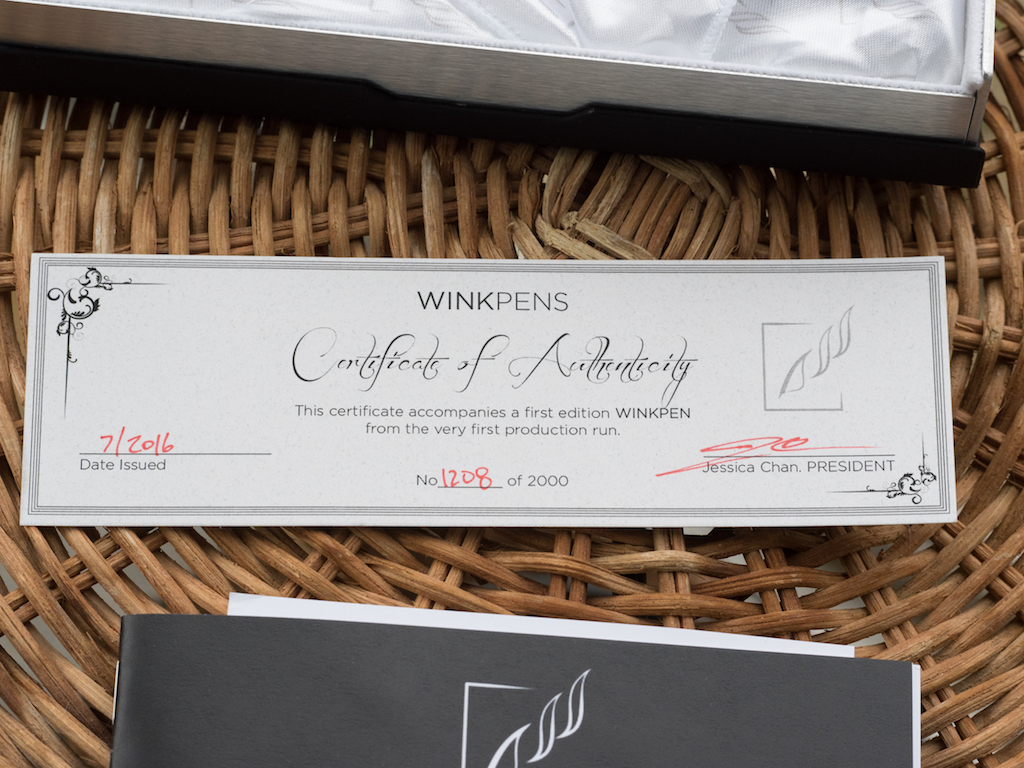 WINKPENS
Certificate of Authenticity
This certificate accompanies a first edition WINKPEN
from the very first production run.
7/2016
Date Issued
No 1208 of 2000
Jessica Chan. PRESIDENT